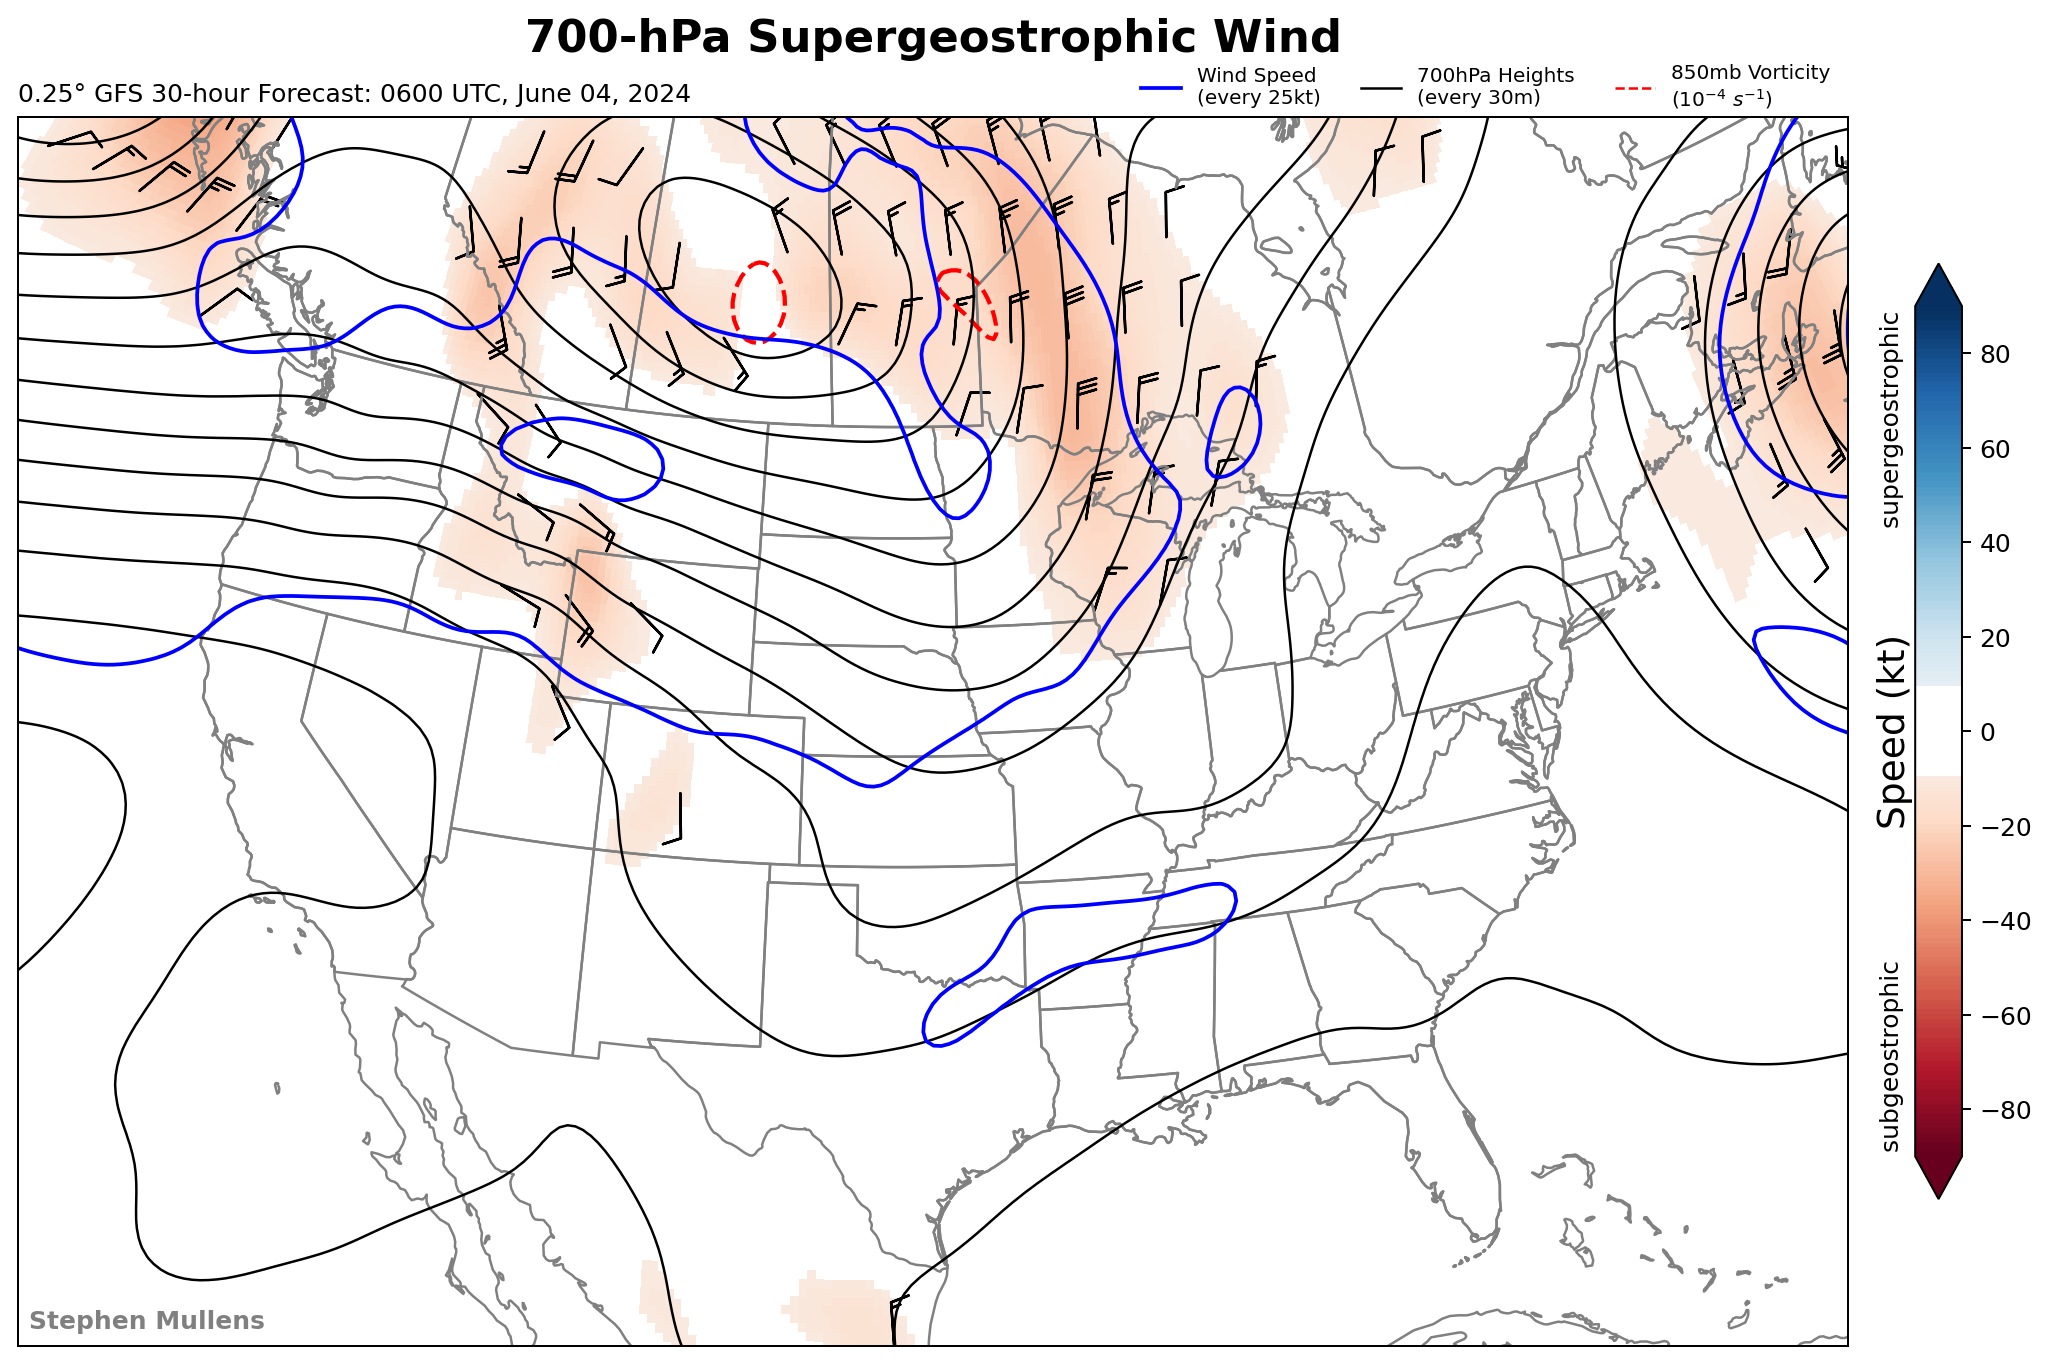 700-hPa Supergeostrophic Wind
0.25° GFS 30-hour Forecast: 0600 UTC, June 04, 2024
Wind Speed
(every 25kt)
700hPa Heights
(every 30m)
850mb Vorticity
(10⁻⁴ s⁻¹)
supergeostrophic
Speed (kt)
subgeostrophic
80
60
40
20
0
−20
−40
−60
−80
Stephen Mullens